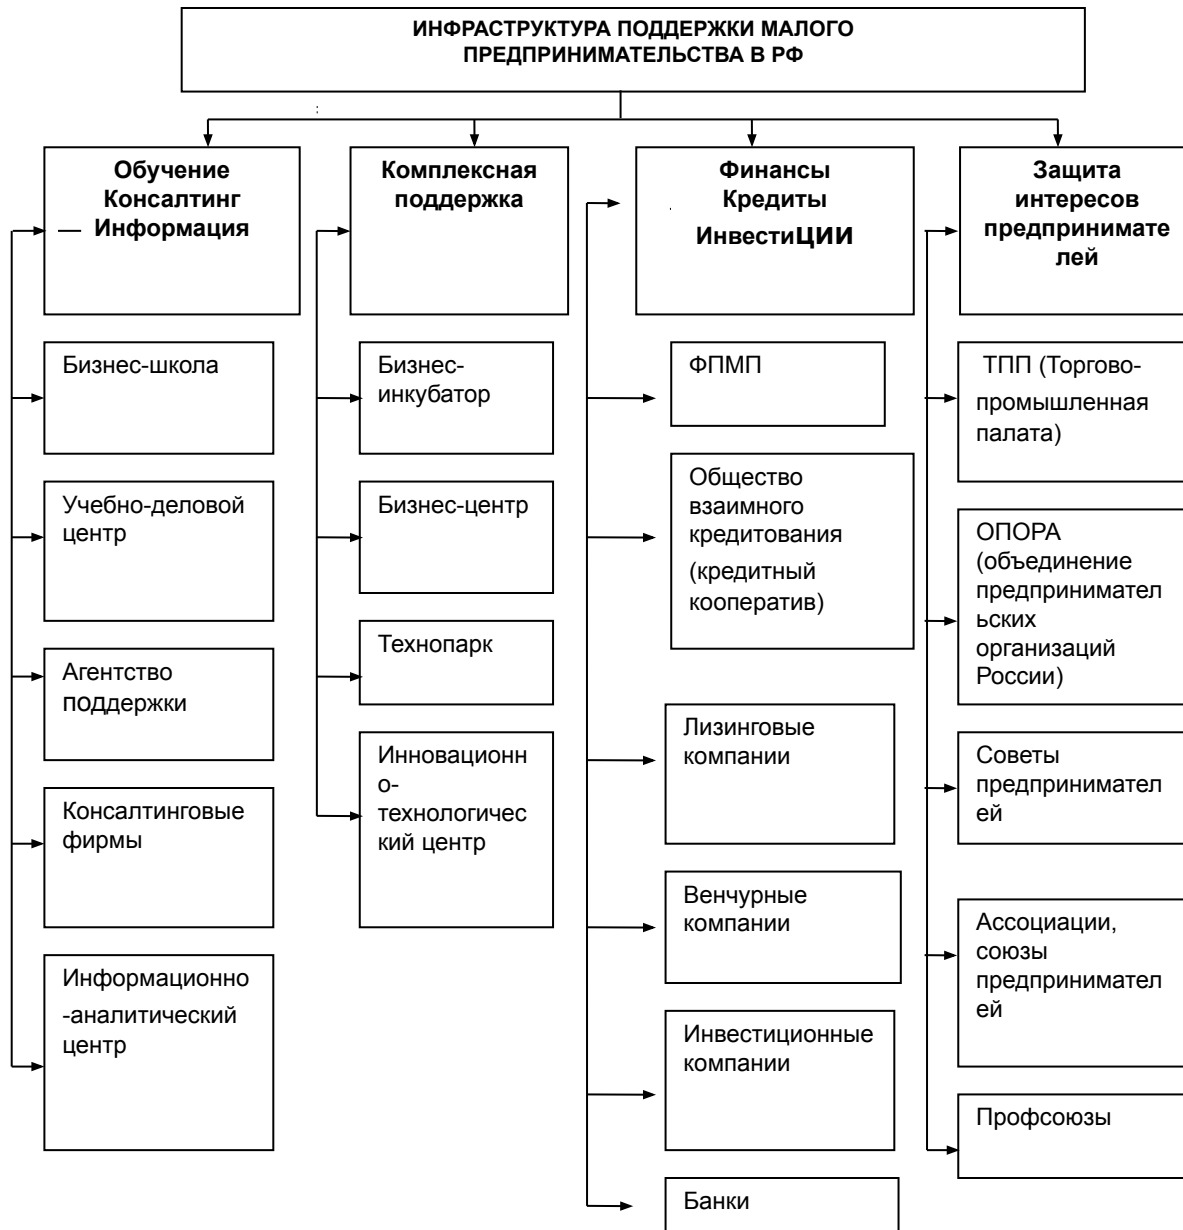 ИНФРАСТРУКТУРА ПОДДЕРЖКИ МАЛОГО
ПРЕДПРИНИМАТЕЛЬСТВА В РФ
Обучение
Консалтинг
Информация
Бизнес-школа
Учебно-деловой
центр
Агентство
поддержки
Консалтинговые
фирмы
Информационно
-аналитический
центр
Комплексная
поддержка
Бизнес-
инкубатор
Бизнес-центр
Технопарк
Инновационн
о-
технологичес
кий центр
Финансы
Кредиты
Инвестиции
ФПМП
Общество
взаимного
кредитования
(кредитный
кооператив)
Лизинговые
компании
Венчурные
компании
Инвестиционные
компании
Банки
Защита
интересов
предпринимате
лей
ТПП (Торгово-
промышленная
палата)
ОПОРА
(объединение
предпринимател
ьских
организаций
России)
Советы
предпринимател
ей
Ассоциации,
союзы
предпринимател
ей
Профсоюзы